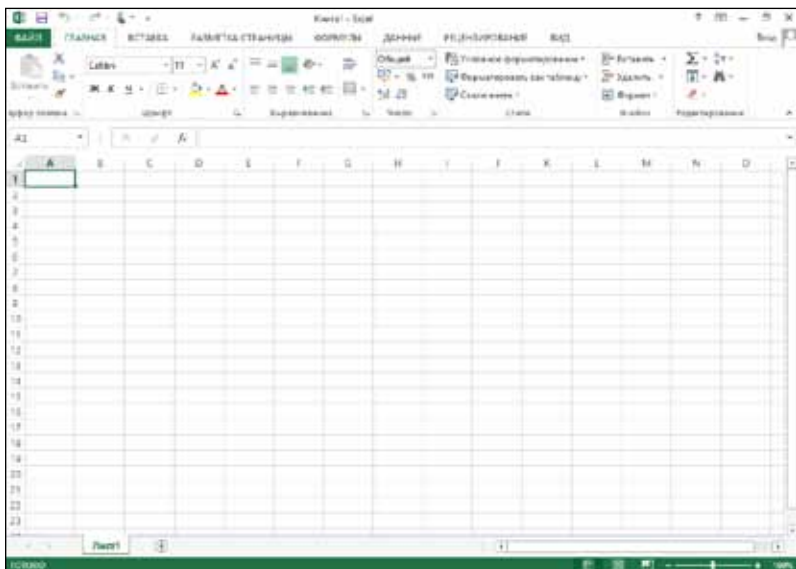 Книга1 - Excel
ФАЙЛ ГЛАВНАЯ ВСТАВКА РАЗМЕТКА СТРАНИЦЫ ФОРМУЛЫ ДАННЫЕ РЕЦЕНЗИРОВАНИЕ ВИД Вход
Calibri 11 Общий Условное форматирование Вставить
Вставить Ж К Ч % 000 Форматировать как таблицу Удалить
Стили ячеек Формат
Буфер обмена Шрифт Выравнивание Число Стили Ячейки Редактирование
A1 fx
A B C D E F G H I J K L M N O
1
2
3
4
5
6
7
8
9
10
11
12
13
14
15
16
17
18
19
20
21
22
23
Лист1
ГОТОВО 100%